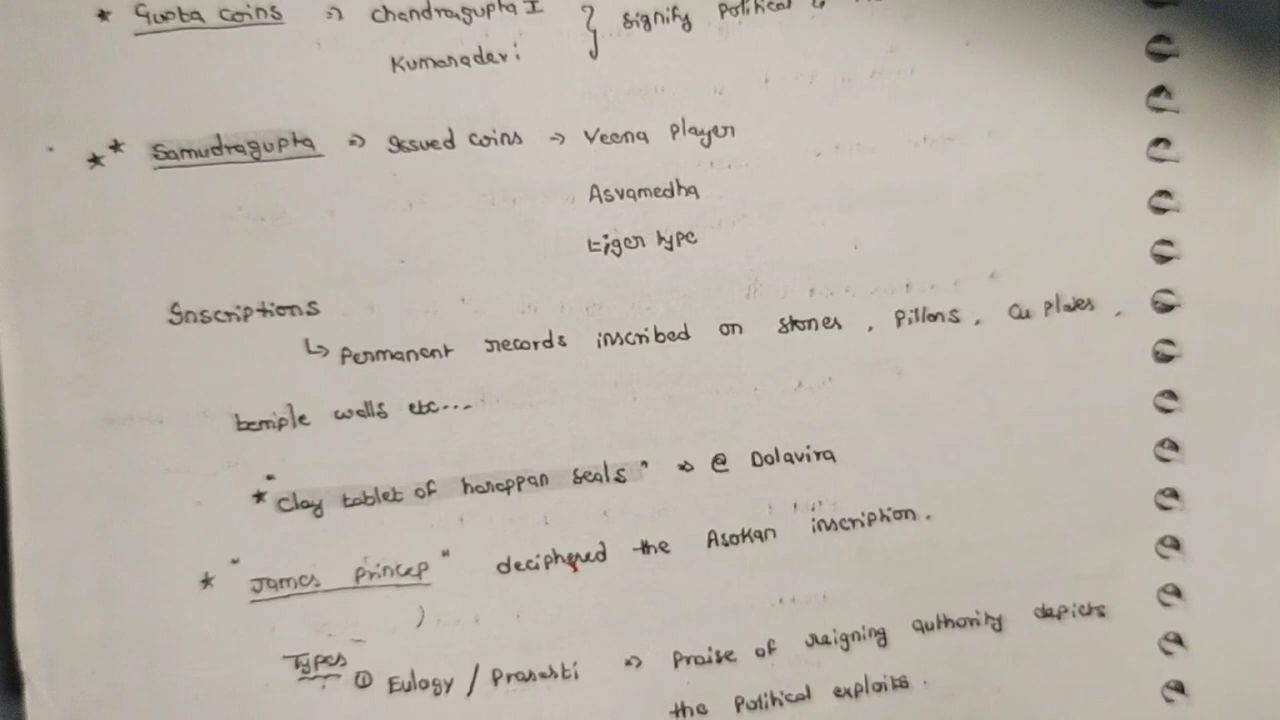 * Gupta coins => Chandragupta I } Signify Political
Kumaradevi
** Samudragupta => Issued coins => Veena player
Asvamedha
tiger type
Inscriptions
↳ Permanent records inscribed on stones, Pillars, Cu plates,
temple walls etc...
* "Clay tablet of harappan seals" => @ Dolavira
* "James Princep" deciphered the Asokan inscription.
Types ① Eulogy / Prasasti => Praise of reigning authority depicts
the Political exploits.